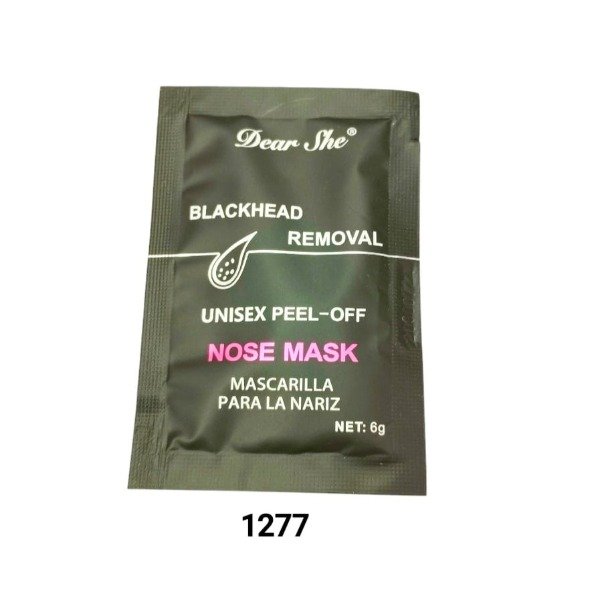 Dear She®
BLACKHEAD
REMOVAL
UNISEX PEEL-OFF
NOSE MASK
MASCARILLA
PARA LA NARIZ
NET: 6g
1277